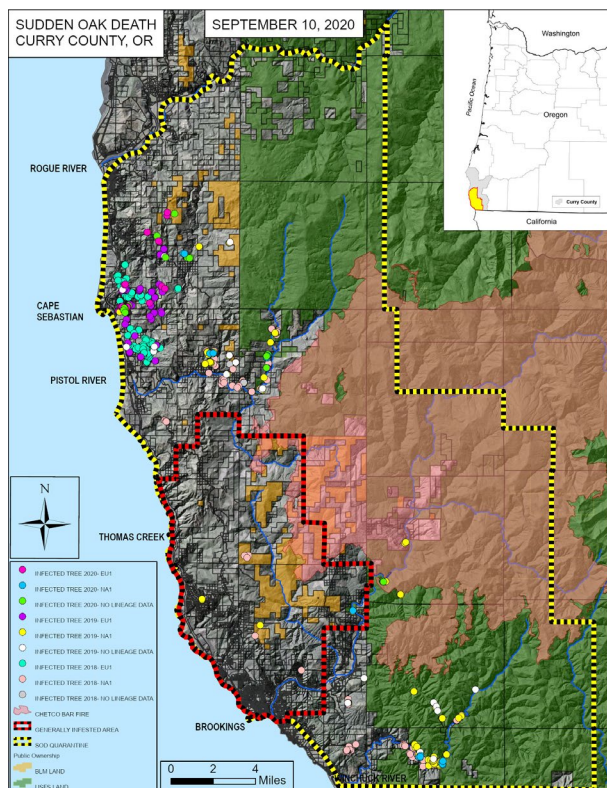 SUDDEN OAK DEATH
CURRY COUNTY, OR
SEPTEMBER 10, 2020
Washington
Pacific Ocean
Oregon
Curry County
California
ROGUE RIVER
CAPE
SEBASTIAN
PISTOL RIVER
N
THOMAS CREEK
INFECTED TREE 2020- EU1
INFECTED TREE 2020- NA1
INFECTED TREE 2020- NO LINEAGE DATA
INFECTED TREE 2019- EU1
INFECTED TREE 2019- NA1
INFECTED TREE 2019- NO LINEAGE DATA
INFECTED TREE 2018- EU1
INFECTED TREE 2018- NA1
INFECTED TREE 2018- NO LINEAGE DATA
CHETCO BAR FIRE
GENERALLY INFESTED AREA
SOD QUARANTINE
Public Ownership
BLM LAND
USFS LAND
BROOKINGS
WINCHUCK RIVER
0 2 4
Miles